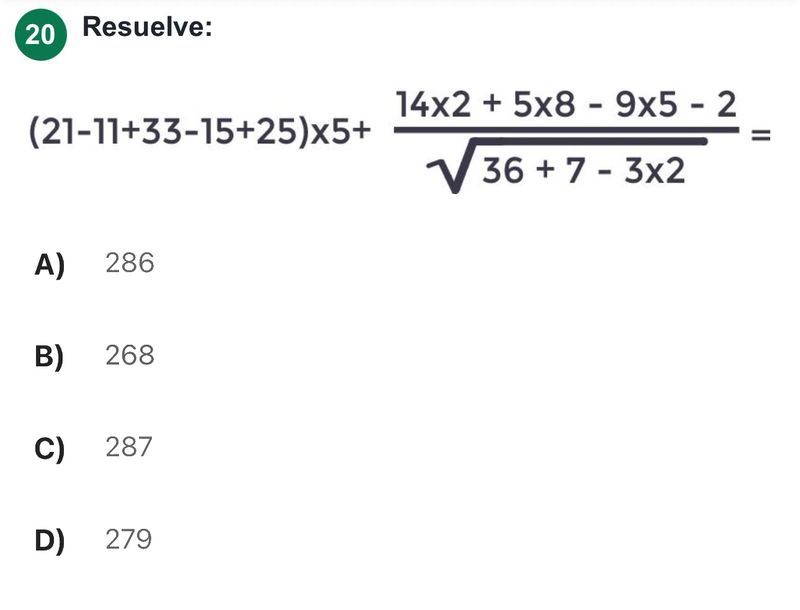 20 Resuelve:
14x2 + 5x8 - 9x5 - 2
(21-11+33-15+25)x5+ =
√36 + 7 - 3x2
A) 286
B) 268
C) 287
D) 279